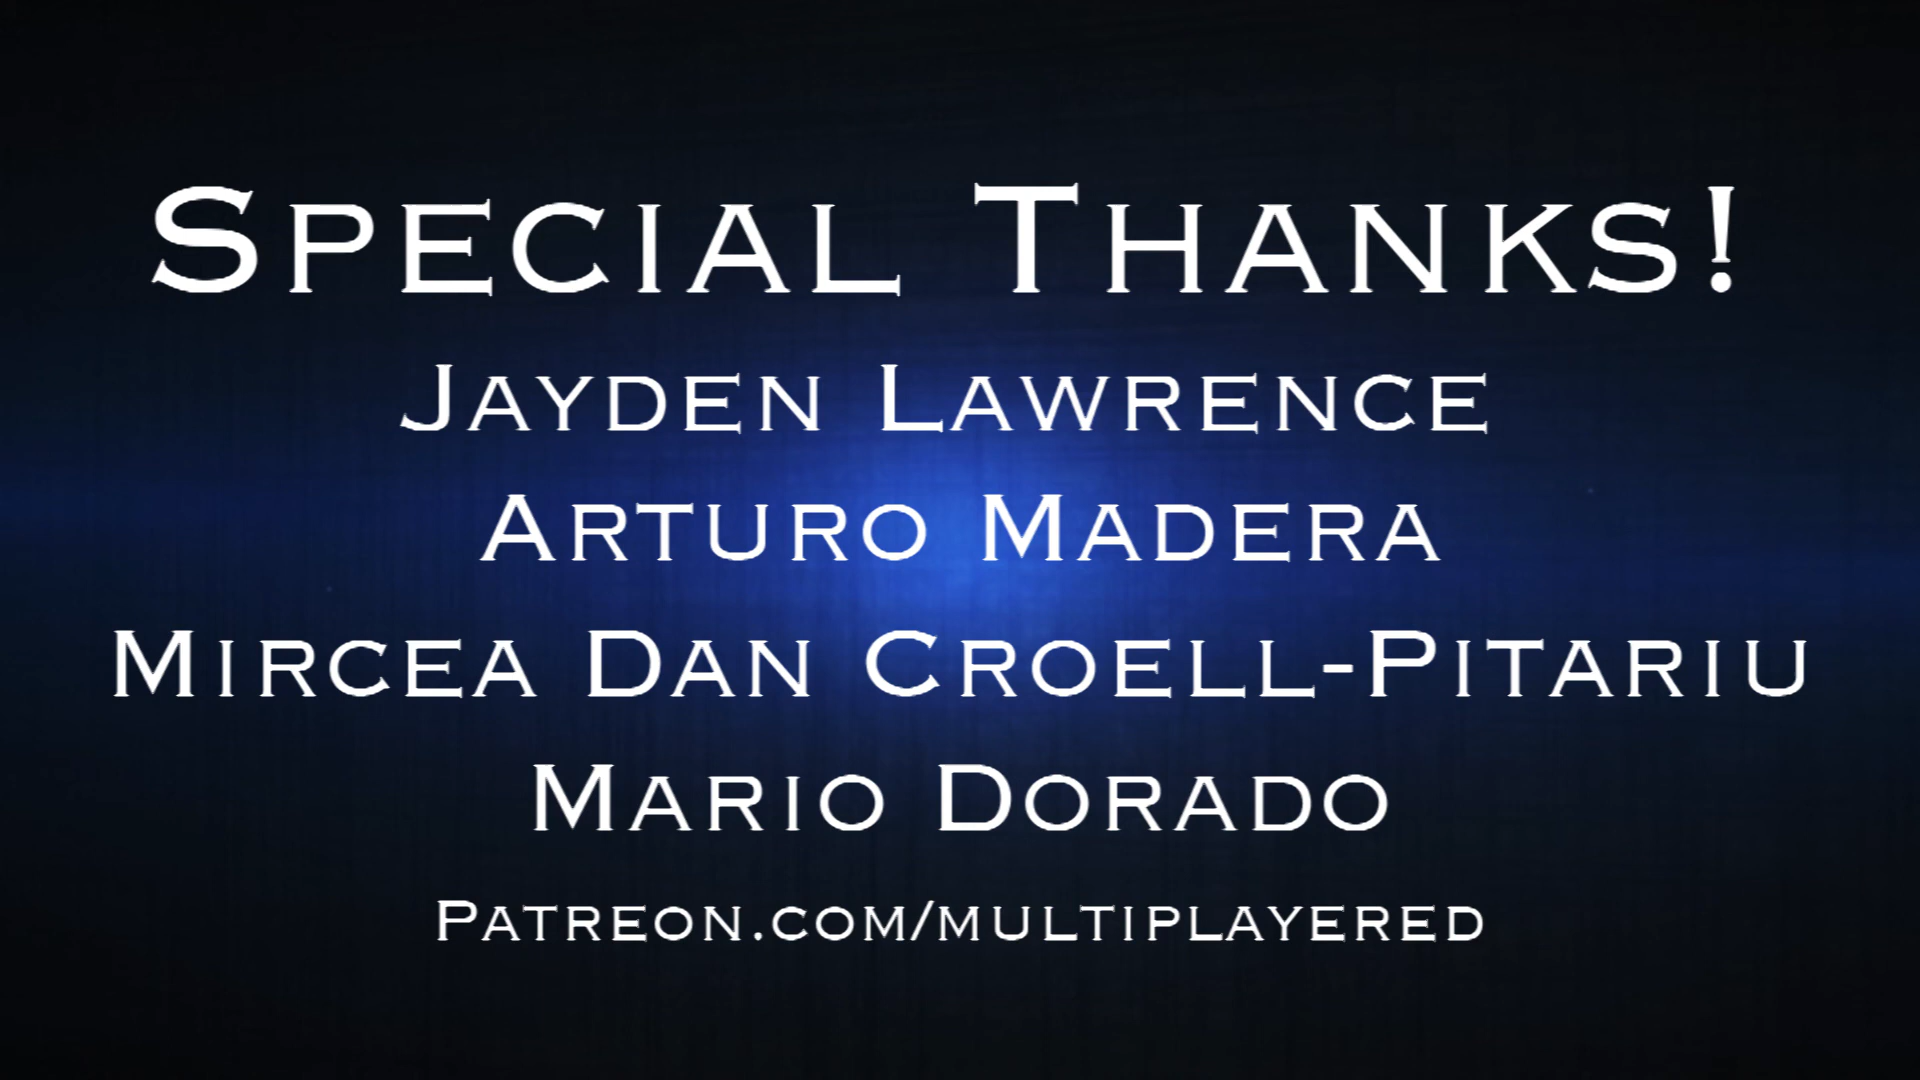 Special Thanks!
Jayden Lawrence
Arturo Madera
Mircea Dan Croell-Pitariu
Mario Dorado
Patreon.com/multiplayered